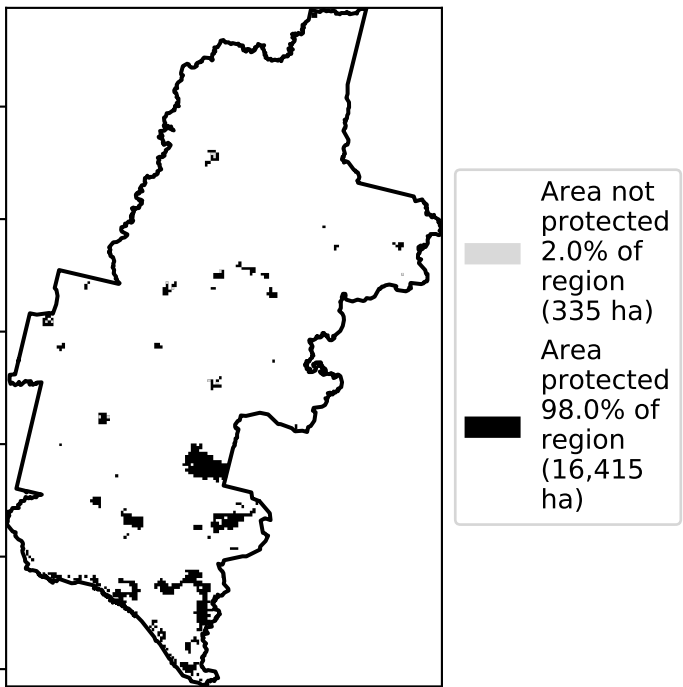 Area not
protected
2.0% of
region
(335 ha)
Area
protected
98.0% of
region
(16,415
ha)